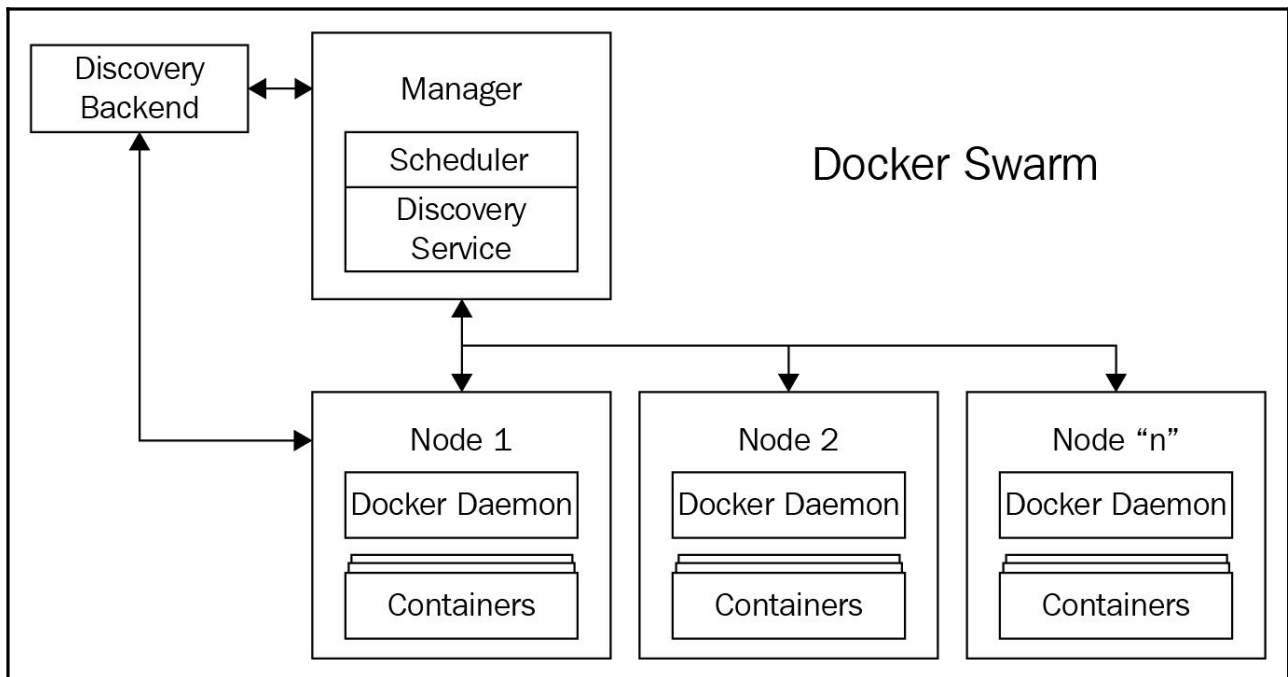 Discovery
Backend
Manager
Scheduler
Discovery
Service
Docker Swarm
Node 1
Docker Daemon
Containers
Node 2
Docker Daemon
Containers
Node “n”
Docker Daemon
Containers